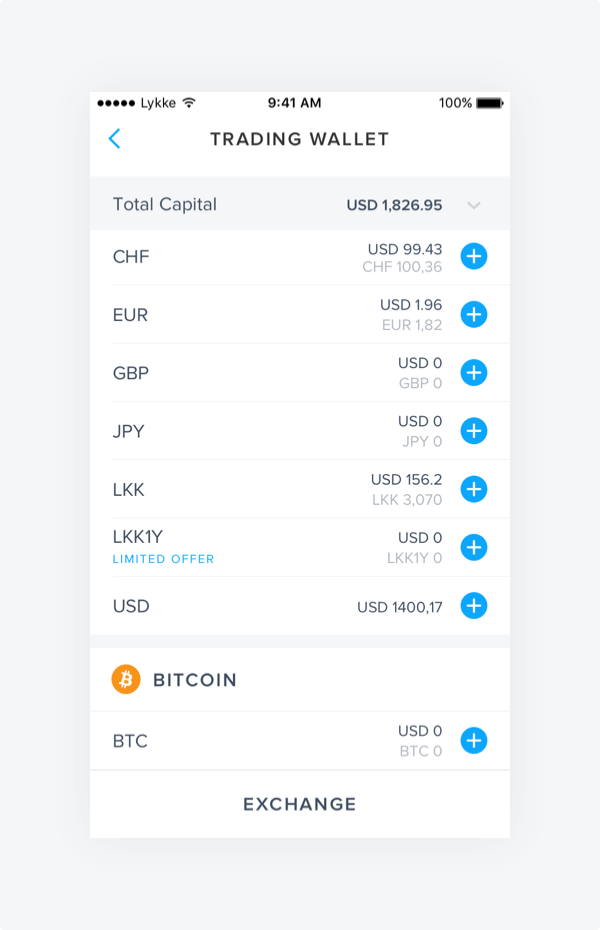 Lykke 9:41 AM 100%
TRADING WALLET
Total Capital USD 1,826.95
CHF USD 99.43
CHF 100,36
EUR USD 1.96
EUR 1,82
GBP USD 0
GBP 0
JPY USD 0
JPY 0
LKK USD 156.2
LKK 3,070
LKK1Y USD 0
LIMITED OFFER LKK1Y 0
USD USD 1400,17
BITCOIN
BTC USD 0
BTC 0
EXCHANGE